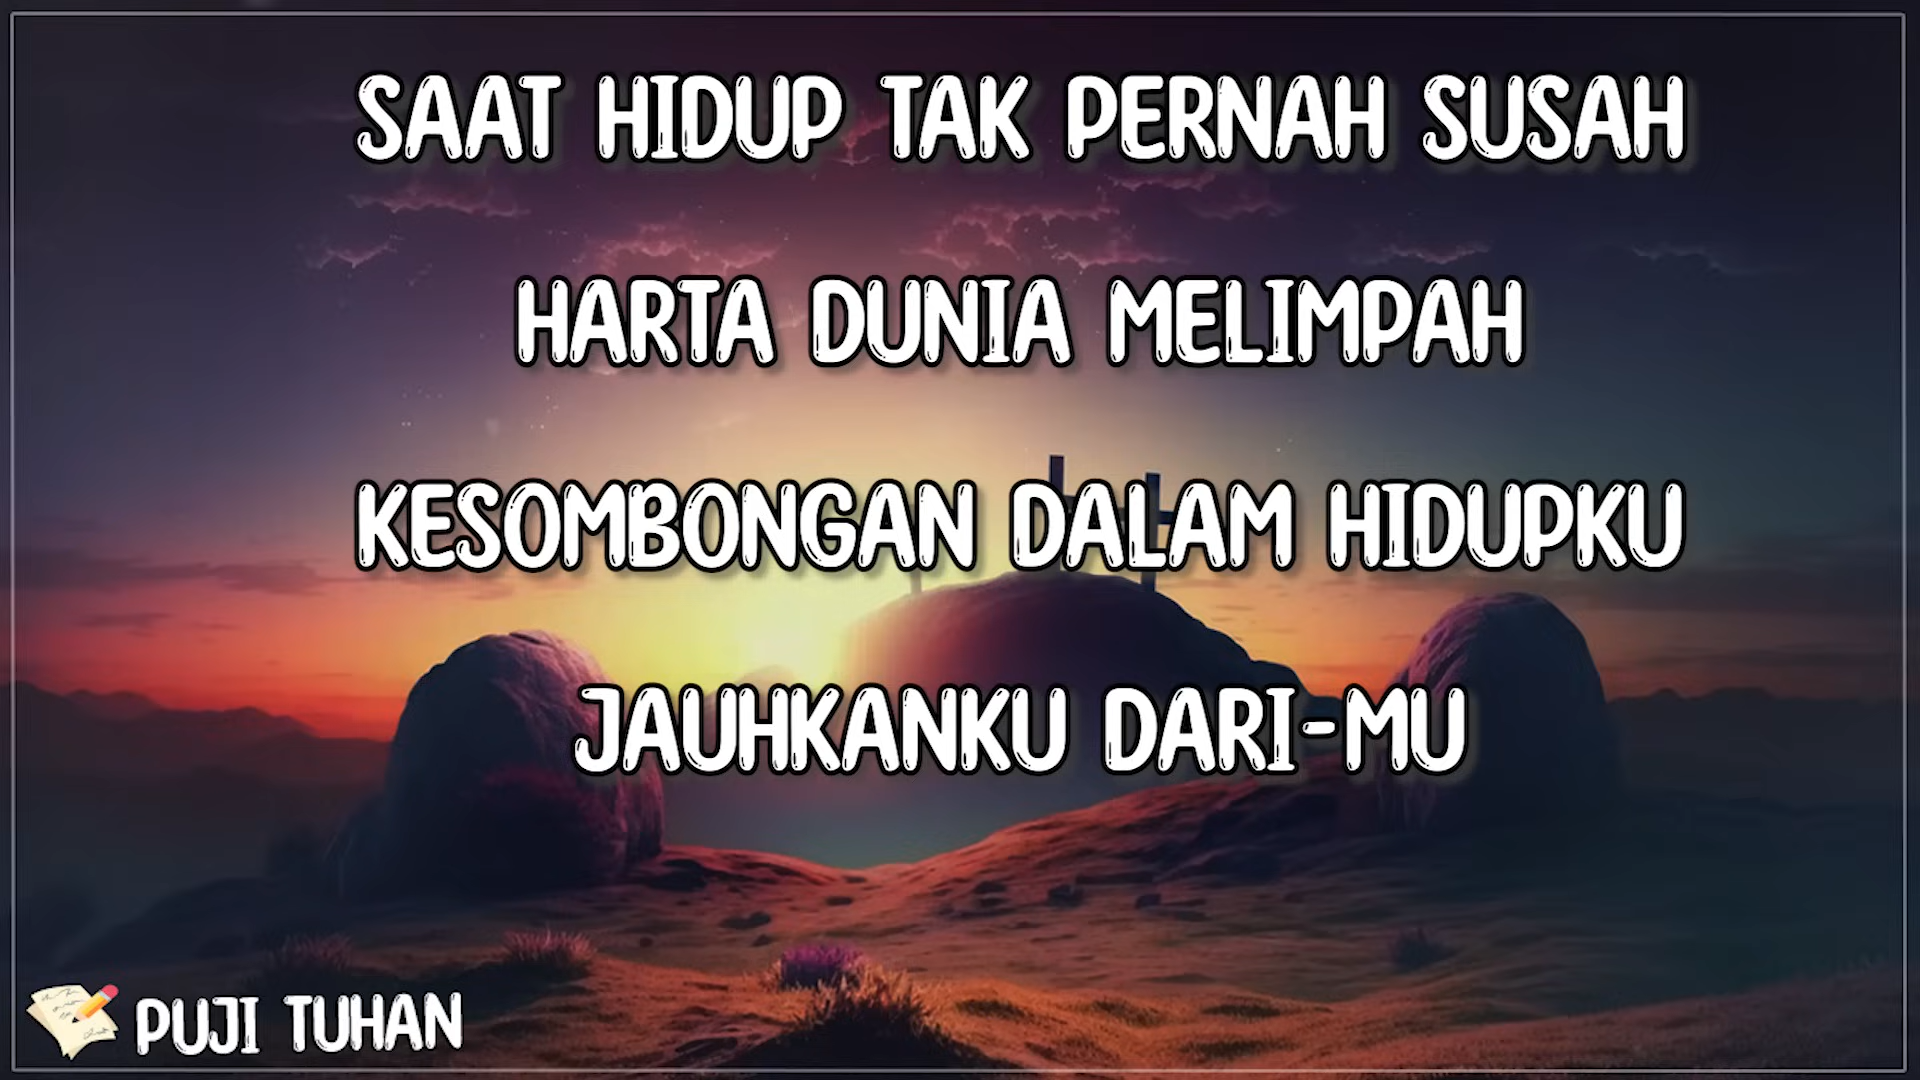 SAAT HIDUP TAK PERNAH SUSAH
HARTA DUNIA MELIMPAH
KESOMBONGAN DALAM HIDUPKU
JAUHKANKU DARI-MU
PUJI TUHAN